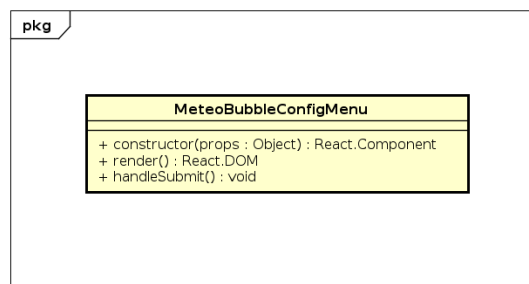 pkg
MeteoBubbleConfigMenu
+ constructor(props : Object) : React.Component
+ render() : React.DOM
+ handleSubmit() : void